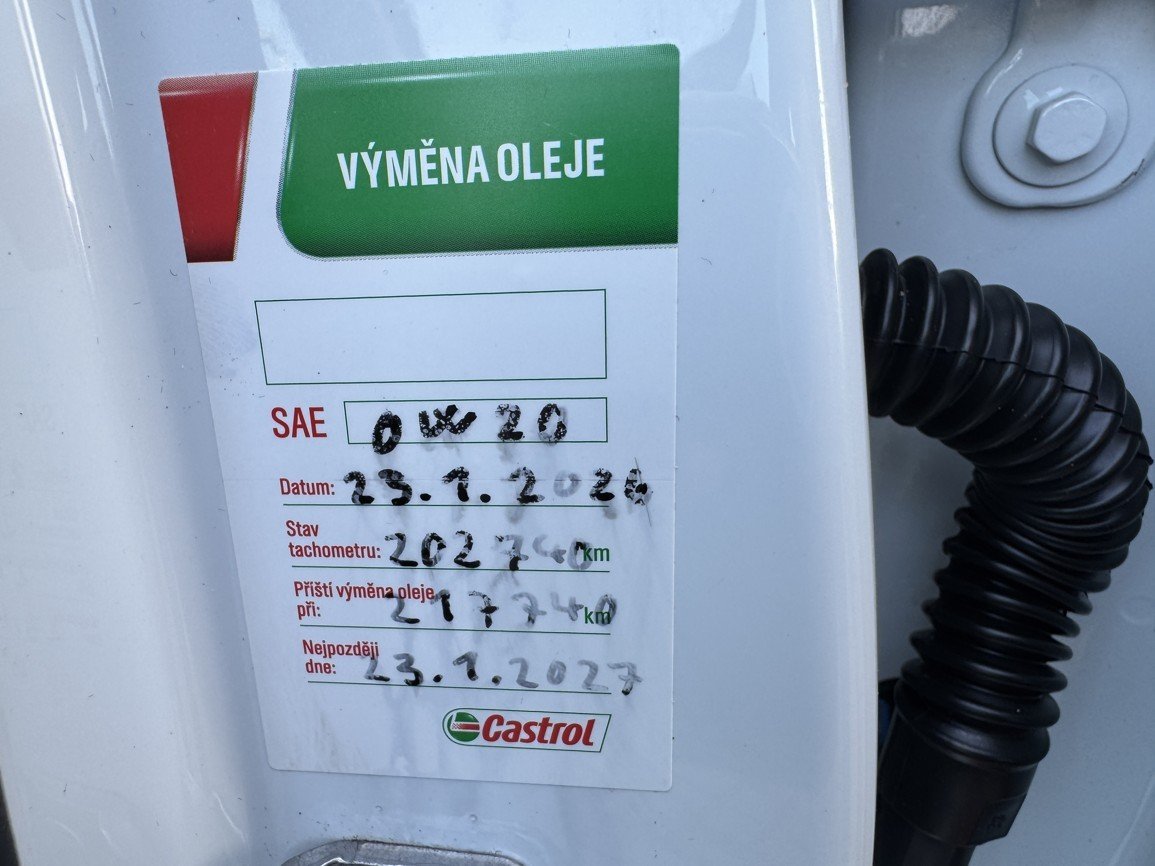 VÝMĚNA OLEJE
SAE 0W20
Datum: 23.1.2026
Stav
tachometru: 202740 km
Příští výměna oleje
při: 217740 km
Nejpozději
dne: 23.1.2027
Castrol